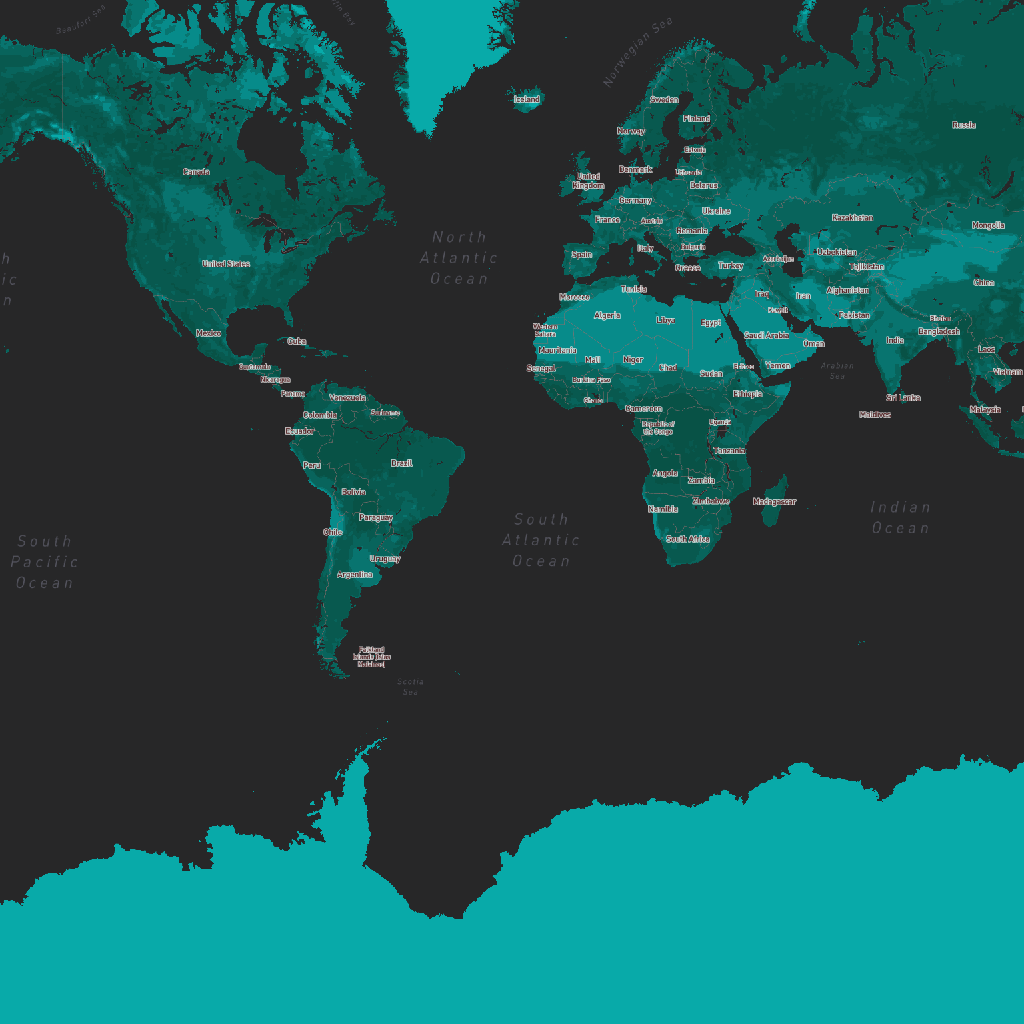 Beaufort Sea
Norwegian Sea
Iceland
Sweden
Finland
Russia
Norway
Estonia
Canada
Denmark
Lithuania
United
Kingdom
Belarus
Germany
Ukraine
France
Austria
Kazakhstan
Mongolia
Romania
North
Atlantic
Ocean
Italy
Bulgaria
Spain
Uzbekistan
Azerbaijan
United States
Greece
Turkey
Tajikistan
China
Tunisia
Afghanistan
Morocco
Iraq
Iran
Kuwait
Algeria
Libya
Egypt
Pakistan
Bhutan
Western
Sahara
Bangladesh
Mexico
Cuba
Saudi Arabia
India
Oman
Mauritania
Laos
Mali
Niger
Chad
Yemen
Arabian
Sea
Guatemala
Senegal
Sudan
Eritrea
Vietnam
Nicaragua
Burkina Faso
Panama
Venezuela
Ethiopia
Sri Lanka
Ghana
Cameroon
Malaysia
Colombia
Suriname
Maldives
Uganda
Republic of
the Congo
Ecuador
Tanzania
Peru
Brazil
Angola
Zambia
Bolivia
Namibia
Zimbabwe
Madagascar
Paraguay
Indian
Ocean
Chile
South
Atlantic
Ocean
South Africa
South
Pacific
Ocean
Uruguay
Argentina
Falkland
Islands (Islas
Malvinas)
Scotia
Sea